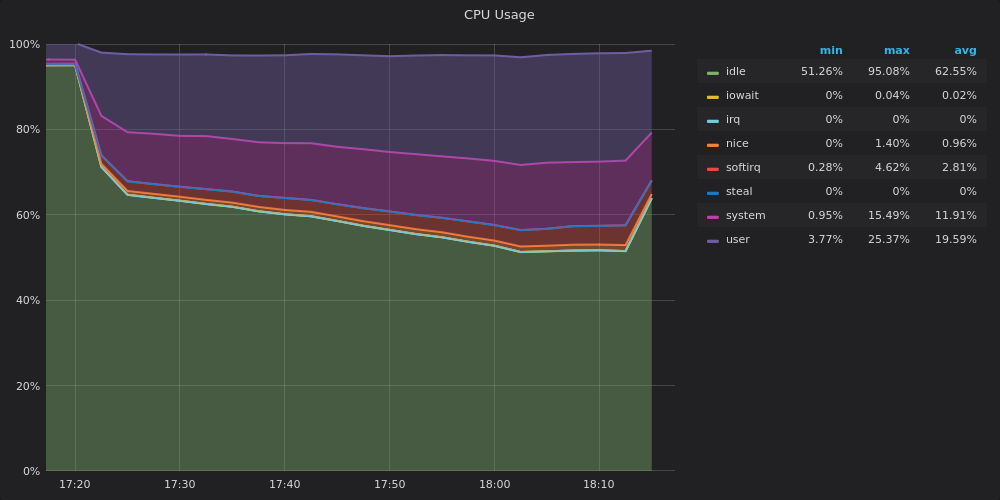 CPU Usage
100%
80%
60%
40%
20%
0%
17:20 17:30 17:40 17:50 18:00 18:10
min max avg
idle 51.26% 95.08% 62.55%
iowait 0% 0.04% 0.02%
irq 0% 0% 0%
nice 0% 1.40% 0.96%
softirq 0.28% 4.62% 2.81%
steal 0% 0% 0%
system 0.95% 15.49% 11.91%
user 3.77% 25.37% 19.59%